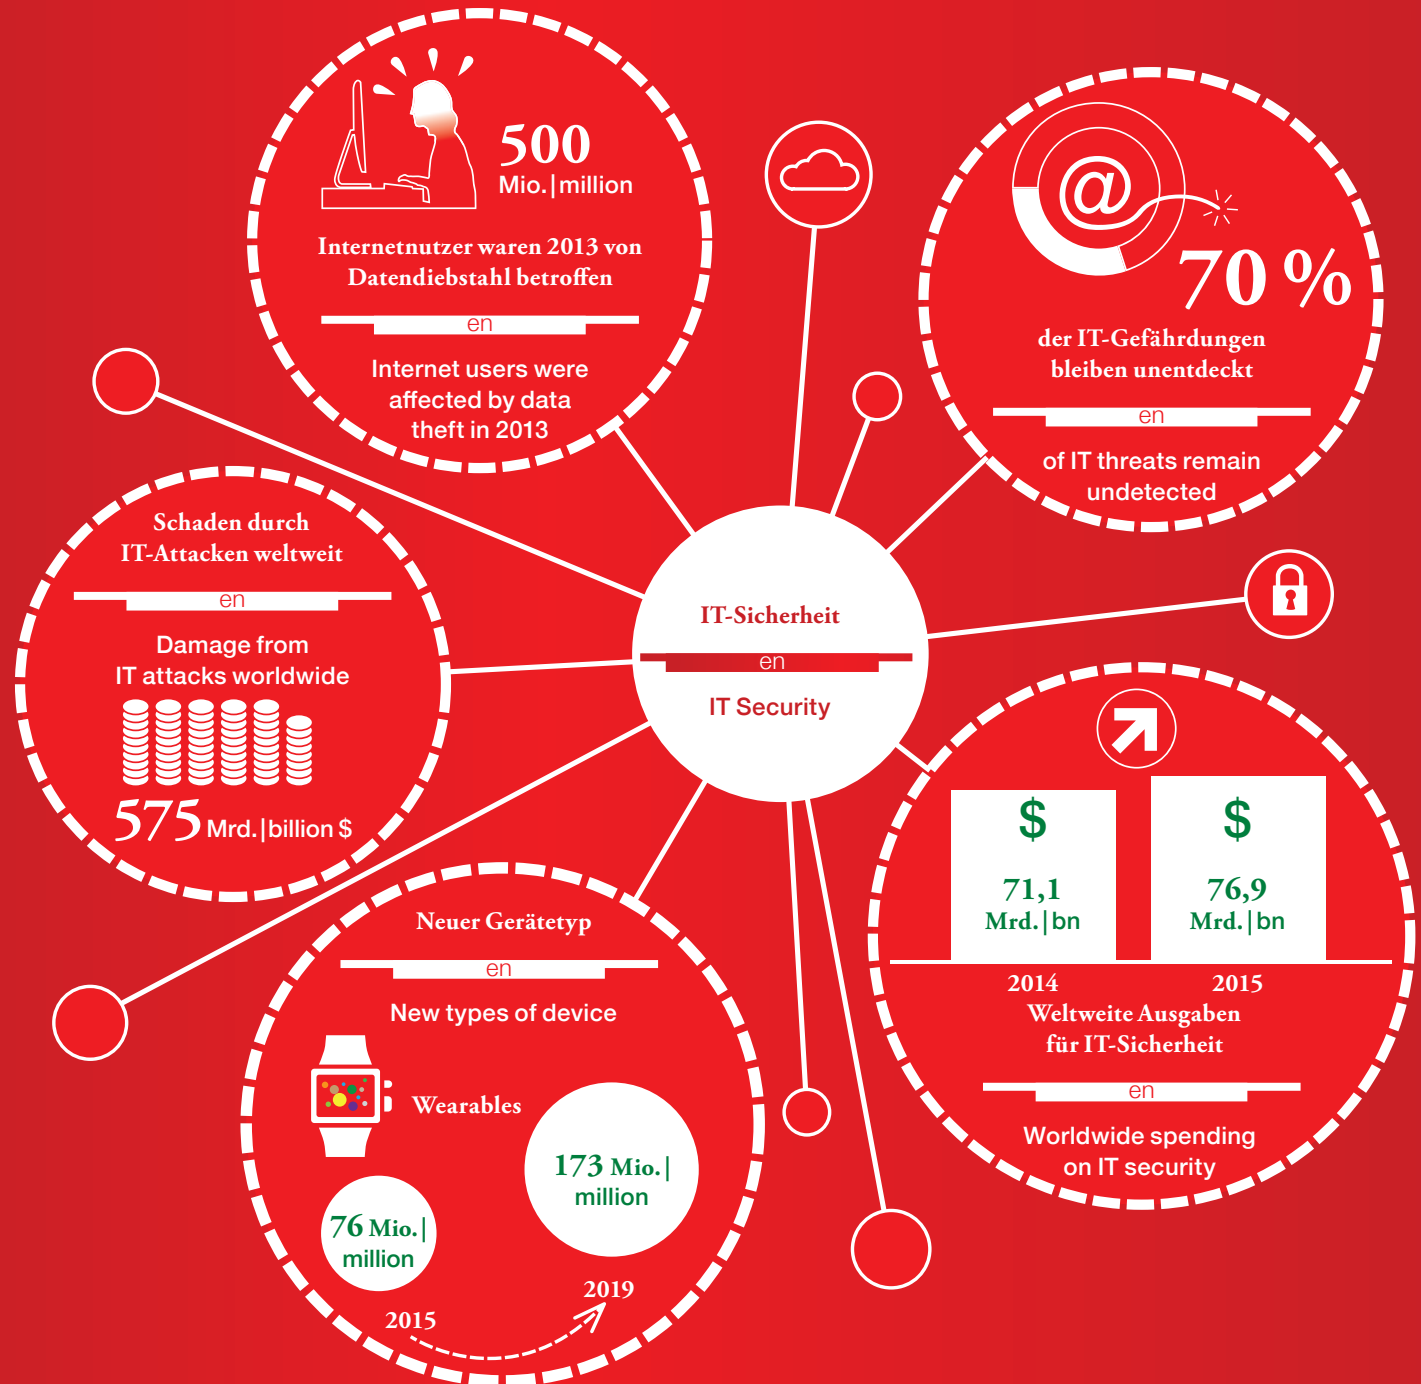 500
Mio.|million
Internetnutzer waren 2013 von
Datendiebstahl betroffen
en
Internet users were
affected by data
theft in 2013
@
70 %
der IT-Gefährdungen
bleiben unentdeckt
en
of IT threats remain
undetected
Schaden durch
IT-Attacken weltweit
en
Damage from
IT attacks worldwide
575 Mrd.|billion $
IT-Sicherheit
en
IT Security
$
71,1
Mrd.|bn
2014
$
76,9
Mrd.|bn
2015
Weltweite Ausgaben
für IT-Sicherheit
en
Worldwide spending
on IT security
Neuer Gerätetyp
en
New types of device
Wearables
76 Mio.|
million
2015
173 Mio.|
million
2019